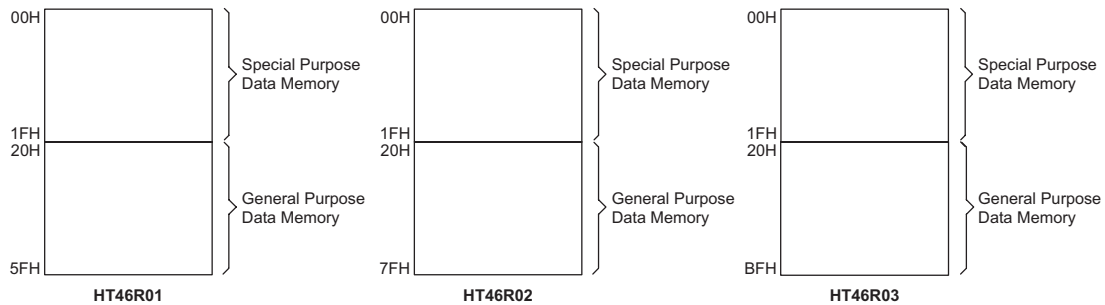 00H
Special Purpose
Data Memory
1FH
20H
General Purpose
Data Memory
5FH
HT46R01
00H
Special Purpose
Data Memory
1FH
20H
General Purpose
Data Memory
7FH
HT46R02
00H
Special Purpose
Data Memory
1FH
20H
General Purpose
Data Memory
BFH
HT46R03